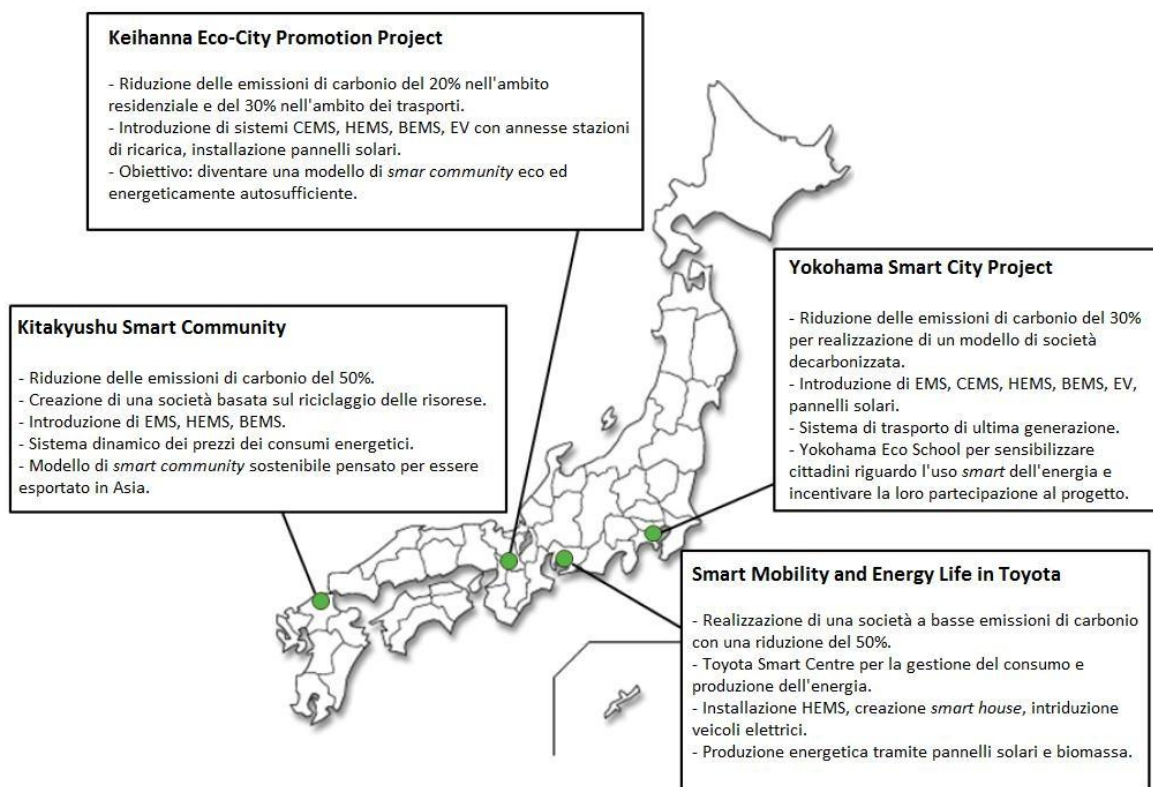 Keihanna Eco-City Promotion Project
- Riduzione delle emissioni di carbonio del 20% nell'ambito
residenziale e del 30% nell'ambito dei trasporti.
- Introduzione di sistemi CEMS, HEMS, BEMS, EV con annesse stazioni
di ricarica, installazione pannelli solari.
- Obiettivo: diventare una modello di smar community eco ed
energeticamente autosufficiente.
Yokohama Smart City Project
- Riduzione delle emissioni di carbonio del 30%
per realizzazione di un modello di società
decarbonizzata.
- Introduzione di EMS, CEMS, HEMS, BEMS, EV,
pannelli solari.
- Sistema di trasporto di ultima generazione.
- Yokohama Eco School per sensibilizzare
cittadini riguardo l'uso smart dell'energia e
incentivare la loro partecipazione al progetto.
Kitakyushu Smart Community
- Riduzione delle emissioni di carbonio del 50%.
- Creazione di una società basata sul riciclaggio delle risorese.
- Introduzione di EMS, HEMS, BEMS.
- Sistema dinamico dei prezzi dei consumi energetici.
- Modello di smart community sostenibile pensato per essere
esportato in Asia.
Smart Mobility and Energy Life in Toyota
- Realizzazione di una società a basse emissioni di carbonio
con una riduzione del 50%.
- Toyota Smart Centre per la gestione del consumo e
produzione dell'energia.
- Installazione HEMS, creazione smart house, intriduzione
veicoli elettrici.
- Produzione energetica tramite pannelli solari e biomassa.